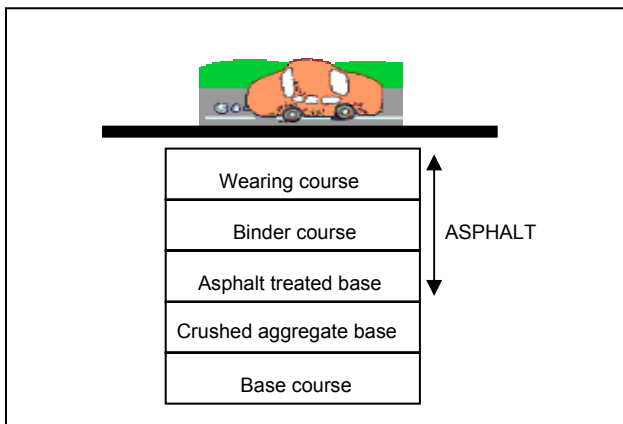 Wearing course
Binder course
ASPHALT
Asphalt treated base
Crushed aggregate base
Base course